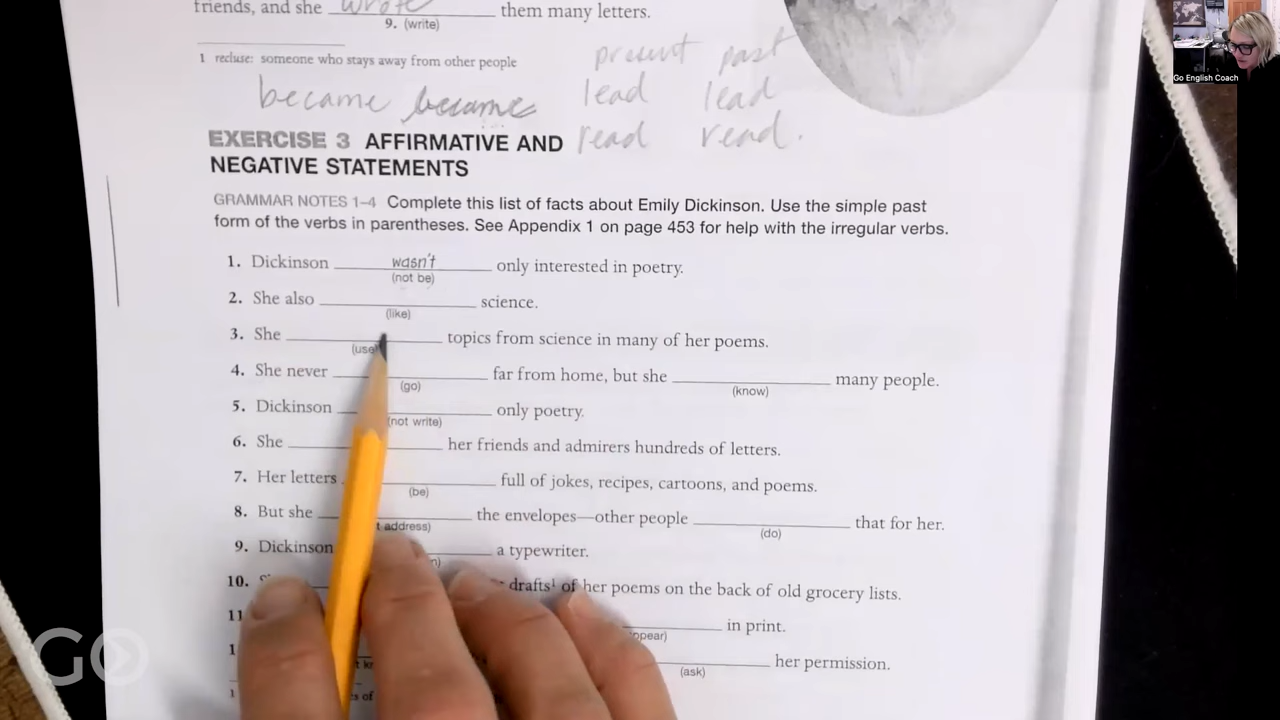 friends, and she wrote them many letters.
9. (write)
1 recluse: someone who stays away from other people
present past
became became lead lead
read read.
EXERCISE 3 AFFIRMATIVE AND
NEGATIVE STATEMENTS
GRAMMAR NOTES 1–4 Complete this list of facts about Emily Dickinson. Use the simple past
form of the verbs in parentheses. See Appendix 1 on page 453 for help with the irregular verbs.
1. Dickinson wasn't only interested in poetry.
(not be)
2. She also science.
(like)
3. She topics from science in many of her poems.
(use)
4. She never far from home, but she many people.
(go) (know)
5. Dickinson only poetry.
(not write)
6. She her friends and admirers hundreds of letters.
7. Her letters full of jokes, recipes, cartoons, and poems.
(be)
8. But she the envelopes—other people that for her.
address) (do)
9. Dickinson a typewriter.
10. drafts¹ of her poems on the back of old grocery lists.
11 in print.
1 her permission.
(ask)
1 of
Go English Coach
GO